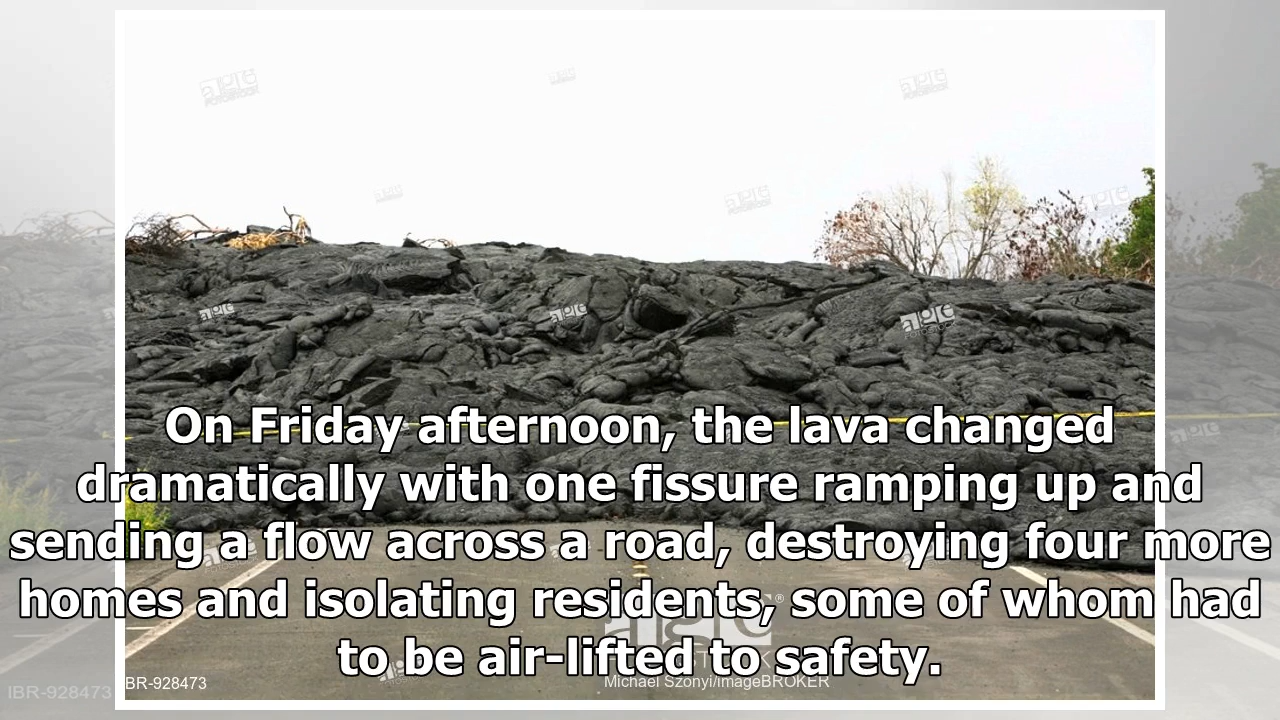 On Friday afternoon, the lava changed
dramatically with one fissure ramping up and
sending a flow across a road, destroying four more
homes and isolating residents, some of whom had
to be air-lifted to safety.
IBR-928473
BR-928473
Michael Szonyi/imageBROKER